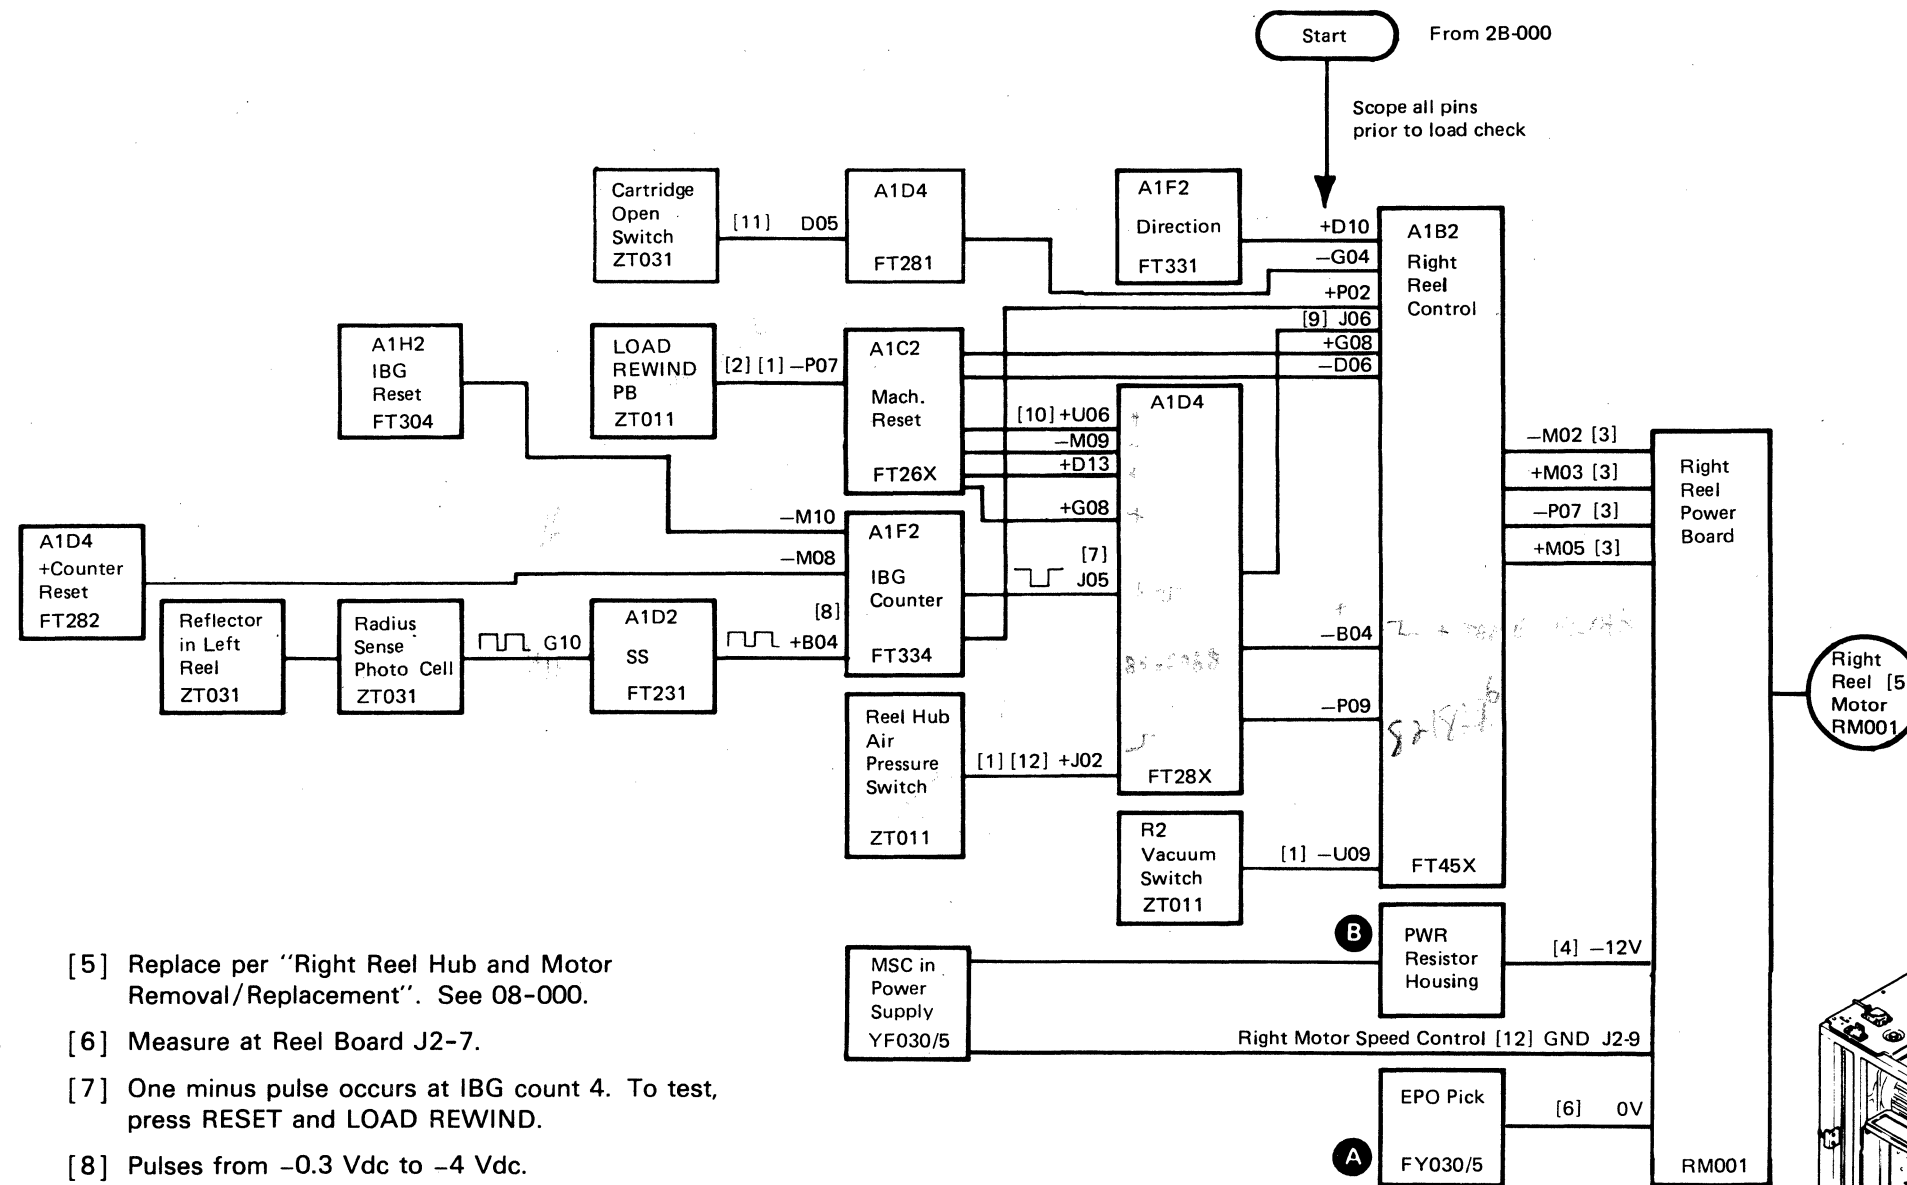 Start
From 2B-000
Scope all pins
prior to load check
Cartridge
Open
Switch
ZT031
[11] D05
A1D4
FT281
A1F2
Direction
FT331
+D10
−G04
+P02
[9] J06
+G08
−D06
A1B2
Right
Reel
Control
FT45X
A1H2
IBG
Reset
FT304
LOAD
REWIND
PB
ZT011
[2] [1] −P07
A1C2
Mach.
Reset
FT26X
[10] +U06
−M09
+D13
+G08
A1D4
FT28X
−M02 [3]
+M03 [3]
−P07 [3]
+M05 [3]
Right
Reel
Power
Board
RM001
A1D4
+Counter
Reset
FT282
−M10
−M08
A1F2
IBG
Counter
FT334
[7]
J05
Reflector
in Left
Reel
ZT031
Radius
Sense
Photo Cell
ZT031
G10
A1D2
SS
FT231
[8]
+B04
−B04
−P09
Right
Reel [5
Motor
RM001
Reel Hub
Air
Pressure
Switch
ZT011
[1] [12] +J02
R2
Vacuum
Switch
ZT011
[1] −U09
B
PWR
Resistor
Housing
[4] −12V
MSC in
Power
Supply
YF030/5
Right Motor Speed Control [12] GND J2-9
A
EPO Pick
FY030/5
[6] 0V
[5] Replace per "Right Reel Hub and Motor
Removal/Replacement". See 08-000.
[6] Measure at Reel Board J2-7.
[7] One minus pulse occurs at IBG count 4. To test,
press RESET and LOAD REWIND.
[8] Pulses from −0.3 Vdc to −4 Vdc.